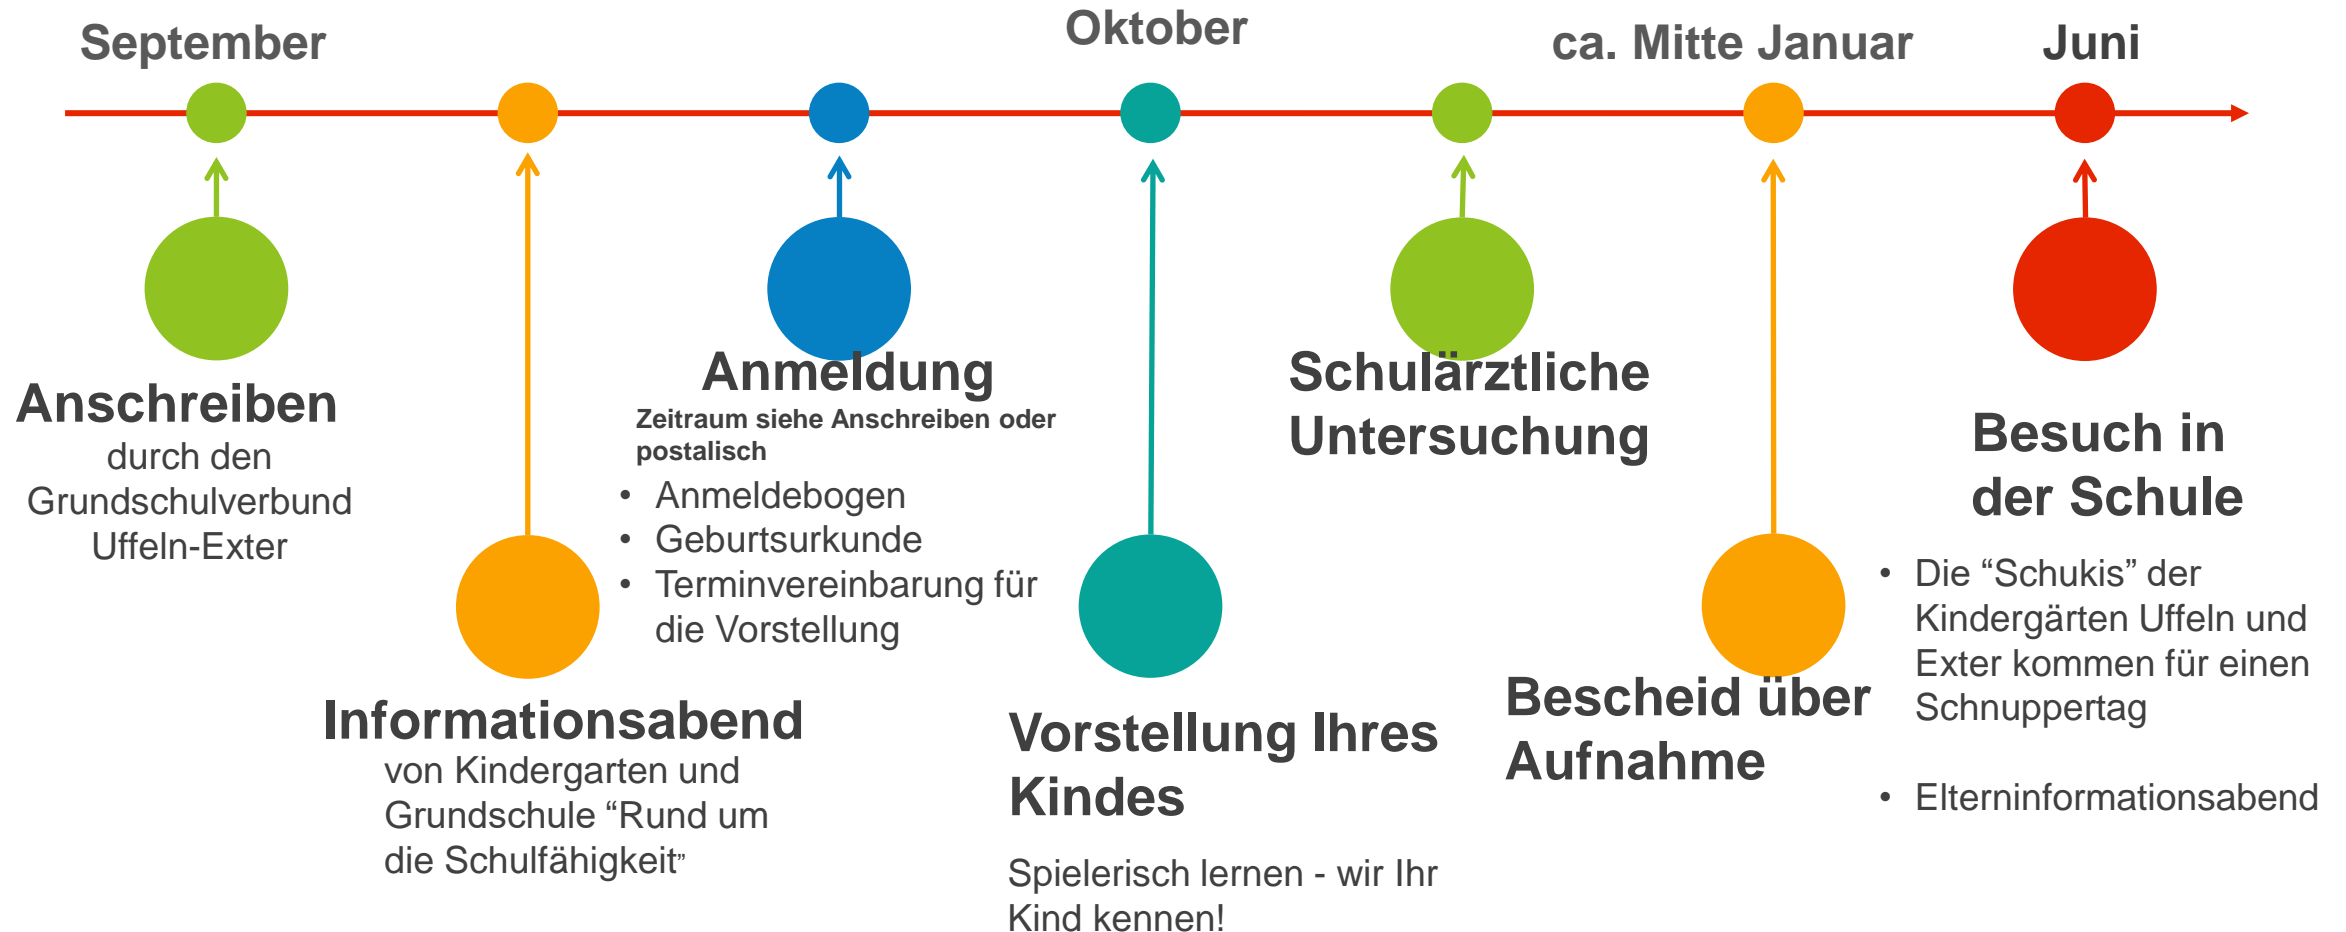 September
Oktober
ca. Mitte Januar
Juni
Anschreiben
durch den
Grundschulverbund
Uffeln-Exter
Informationsabend
von Kindergarten und
Grundschule “Rund um
die Schulfähigkeit”
Anmeldung
Zeitraum siehe Anschreiben oder
postalisch
• Anmeldebogen
• Geburtsurkunde
• Terminvereinbarung für
die Vorstellung
Vorstellung Ihres
Kindes
Spielerisch lernen - wir Ihr
Kind kennen!
Schulärztliche
Untersuchung
Bescheid über
Aufnahme
Besuch in
der Schule
• Die “Schukis” der
Kindergärten Uffeln und
Exter kommen für einen
Schnuppertag
• Elterninformationsabend